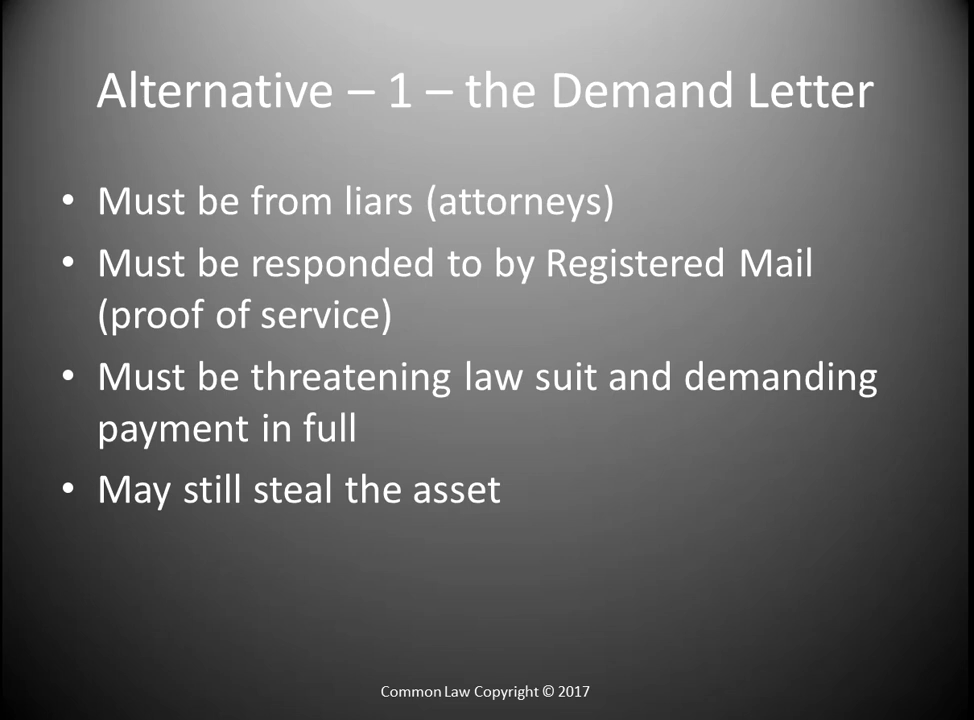 Alternative – 1 – the Demand Letter
• Must be from liars (attorneys)
• Must be responded to by Registered Mail
(proof of service)
• Must be threatening law suit and demanding
payment in full
• May still steal the asset
Common Law Copyright © 2017